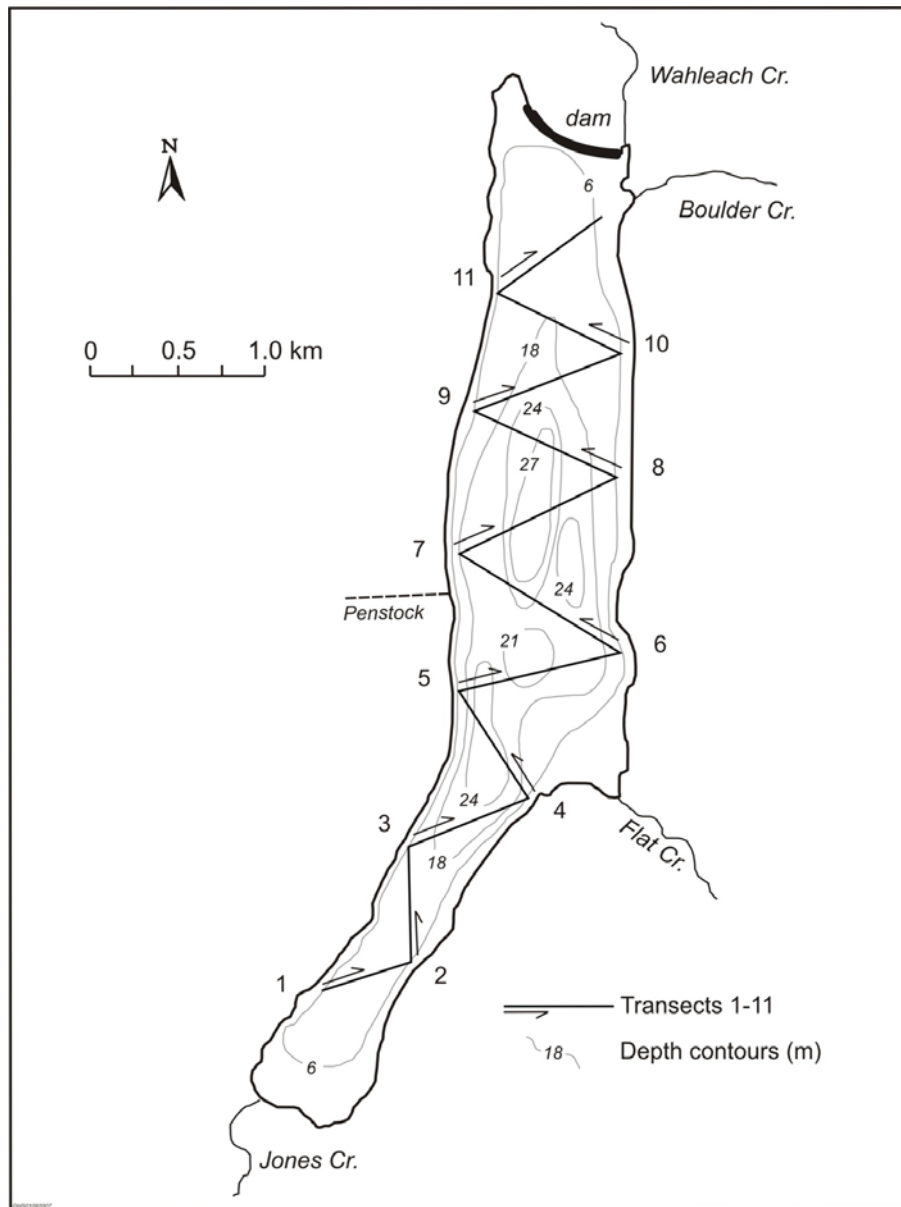 Wahleach Cr.
dam
N
6
Boulder Cr.
11
0 0.5 1.0 km
18
10
9
24
27
8
7
24
Penstock
21
6
5
24
3
4
18
Flat Cr.
1
2
Transects 1-11
18 Depth contours (m)
6
Jones Cr.